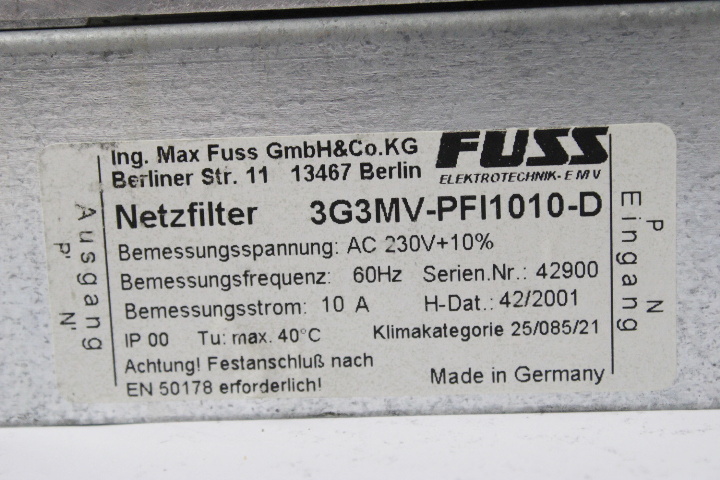 Ing. Max Fuss GmbH&Co.KG
Berliner Str. 11 13467 Berlin
FUSS
ELEKTROTECHNIK-EMV
Netzfilter 3G3MV-PFI1010-D
Bemessungsspannung: AC 230V+10%
Bemessungsfrequenz: 60Hz Serien.Nr.: 42900
Bemessungsstrom: 10 A H-Dat.: 42/2001
IP 00 Tu: max. 40°C Klimakategorie 25/085/21
Achtung! Festanschluß nach
EN 50178 erforderlich!
Made in Germany
Ausgang
P' N'
P N
Eingang